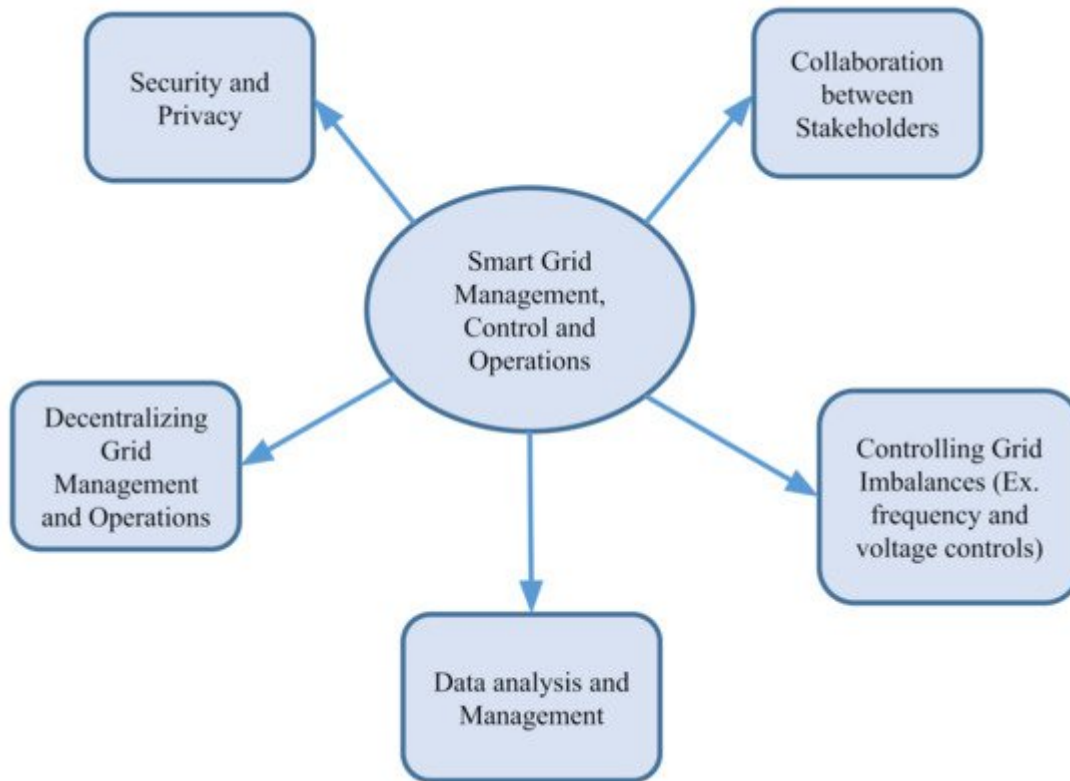 Security and
Privacy
Collaboration
between
Stakeholders
Smart Grid
Management,
Control and
Operations
Decentralizing
Grid
Management
and Operations
Controlling Grid
Imbalances (Ex.
frequency and
voltage controls)
Data analysis and
Management